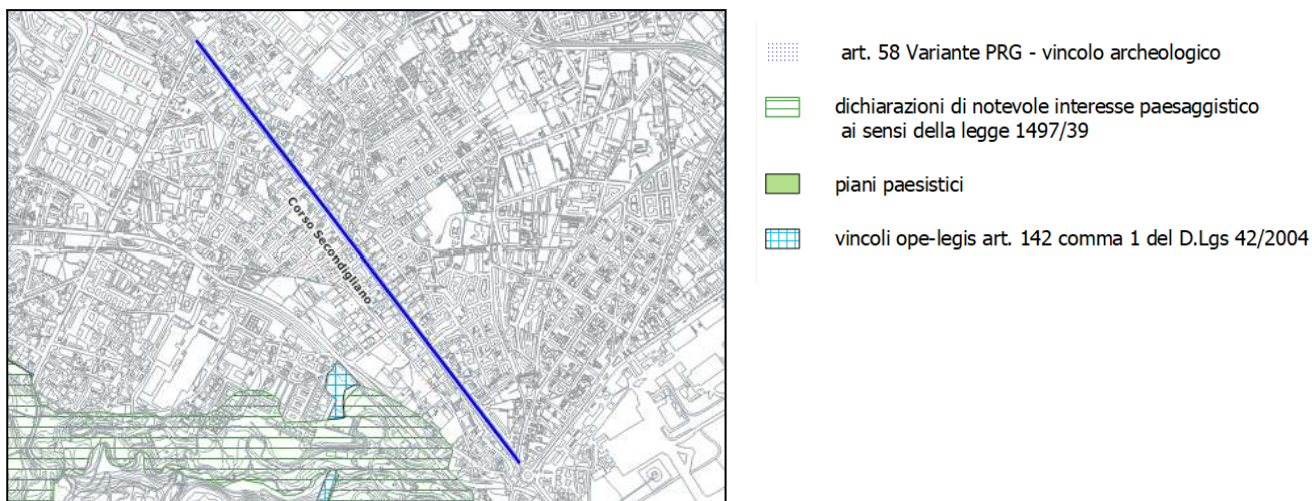 Corso Secondigliano
art. 58 Variante PRG - vincolo archeologico
dichiarazioni di notevole interesse paesaggistico
ai sensi della legge 1497/39
piani paesistici
vincoli ope-legis art. 142 comma 1 del D.Lgs 42/2004